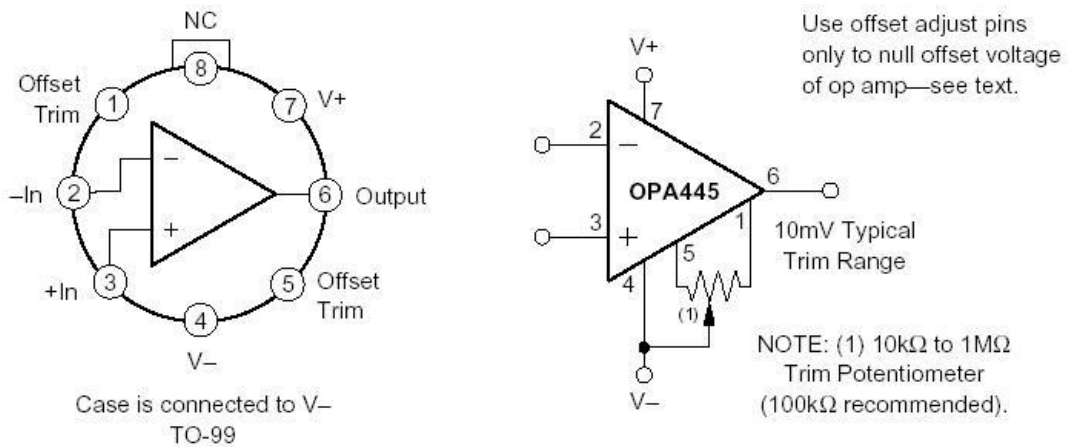 NC
8
Offset
Trim
1
7
V+
–In
2
−
+
6
Output
+In
3
5
Offset
Trim
4
V–
Case is connected to V–
TO-99
Use offset adjust pins
only to null offset voltage
of op amp—see text.
V+
7
2
−
OPA445
6
3
+
1
5
4
(1)
10mV Typical
Trim Range
V–
NOTE: (1) 10kΩ to 1MΩ
Trim Potentiometer
(100kΩ recommended).